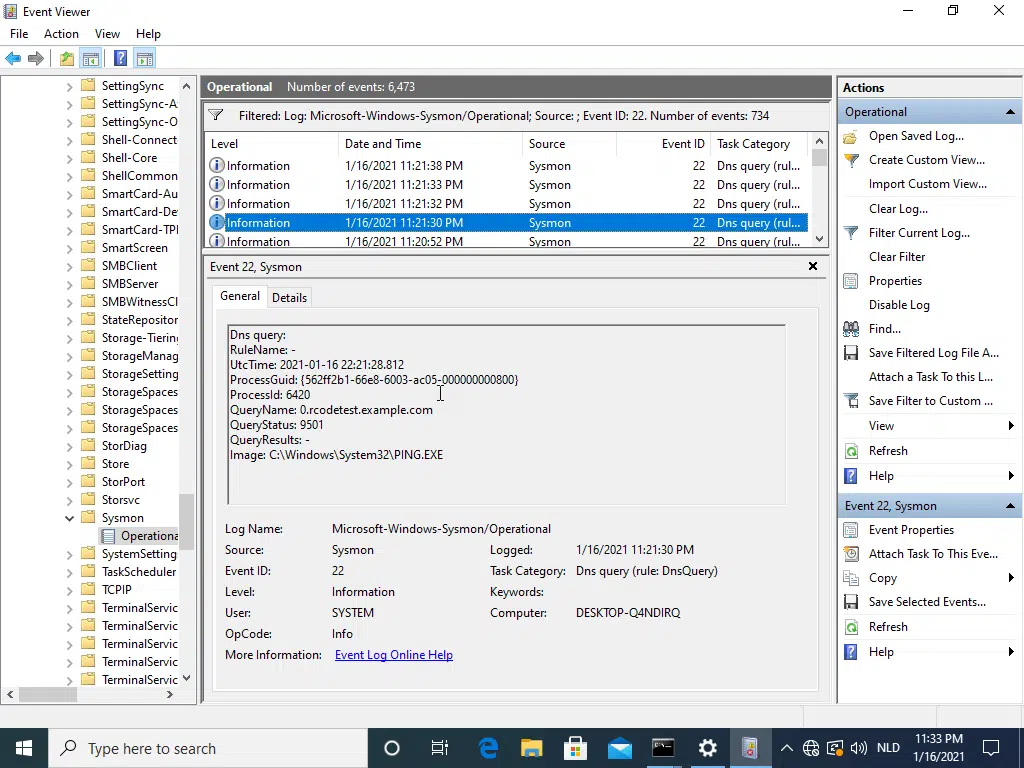 Event Viewer
File Action View Help
SettingSync
SettingSync-A
SettingSync-O
Shell-Connect
Shell-Core
ShellCommon
SmartCard-Au
SmartCard-De
SmartCard-TPI
SmartScreen
SMBClient
SMBServer
SMBWitnessCl
StateRepositor
Storage-Tiering
StorageManag
StorageSetting
StorageSpaces
StorageSpaces
StorageSpaces
StorDiag
Store
StorPort
Storsvc
Sysmon
Operationa
SystemSetting
TaskScheduler
TCPIP
TerminalServic
TerminalServic
TerminalServic
TerminalServic
TerminalServic
Operational Number of events: 6,473
Filtered: Log: Microsoft-Windows-Sysmon/Operational; Source: ; Event ID: 22. Number of events: 734
Level Date and Time Source Event ID Task Category
Information 1/16/2021 11:21:38 PM Sysmon 22 Dns query (rul...
Information 1/16/2021 11:21:33 PM Sysmon 22 Dns query (rul...
Information 1/16/2021 11:21:32 PM Sysmon 22 Dns query (rul...
Information 1/16/2021 11:21:30 PM Sysmon 22 Dns query (rul...
Information 1/16/2021 11:20:52 PM Sysmon 22 Dns query (rul...
Event 22, Sysmon
General Details
Dns query:
RuleName: -
UtcTime: 2021-01-16 22:21:28.812
ProcessGuid: {562ff2b1-66e8-6003-ac05-000000000800}
ProcessId: 6420
QueryName: 0.rcodetest.example.com
QueryStatus: 9501
QueryResults: -
Image: C:\Windows\System32\PING.EXE
Log Name: Microsoft-Windows-Sysmon/Operational
Source: Sysmon Logged: 1/16/2021 11:21:30 PM
Event ID: 22 Task Category: Dns query (rule: DnsQuery)
Level: Information Keywords:
User: SYSTEM Computer: DESKTOP-Q4NDIRQ
OpCode: Info
More Information: Event Log Online Help
Actions
Operational
Open Saved Log...
Create Custom View...
Import Custom View...
Clear Log...
Filter Current Log...
Clear Filter
Properties
Disable Log
Find...
Save Filtered Log File A...
Attach a Task To this L...
Save Filter to Custom ...
View
Refresh
Help
Event 22, Sysmon
Event Properties
Attach Task To This Eve...
Copy
Save Selected Events...
Refresh
Help
Type here to search
NLD
11:33 PM
1/16/2021